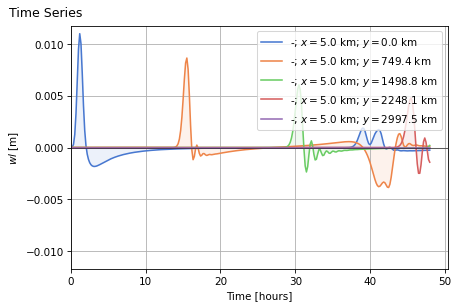 Time Series
0.010
0.005
0.000
−0.005
−0.010
w/ [m]
-; x = 5.0 km; y = 0.0 km
-; x = 5.0 km; y = 749.4 km
-; x = 5.0 km; y = 1498.8 km
-; x = 5.0 km; y = 2248.1 km
-; x = 5.0 km; y = 2997.5 km
0 10 20 30 40 50
Time [hours]